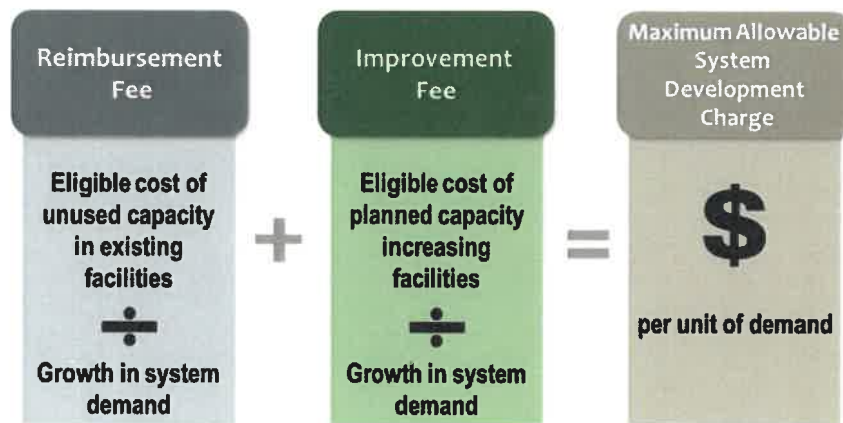 Reimbursement
Fee
Eligible cost of
unused capacity
in existing
facilities
÷
Growth in system
demand
+
Improvement
Fee
Eligible cost of
planned capacity
increasing
facilities
÷
Growth in system
demand
=
Maximum Allowable
System
Development
Charge
$
per unit of demand